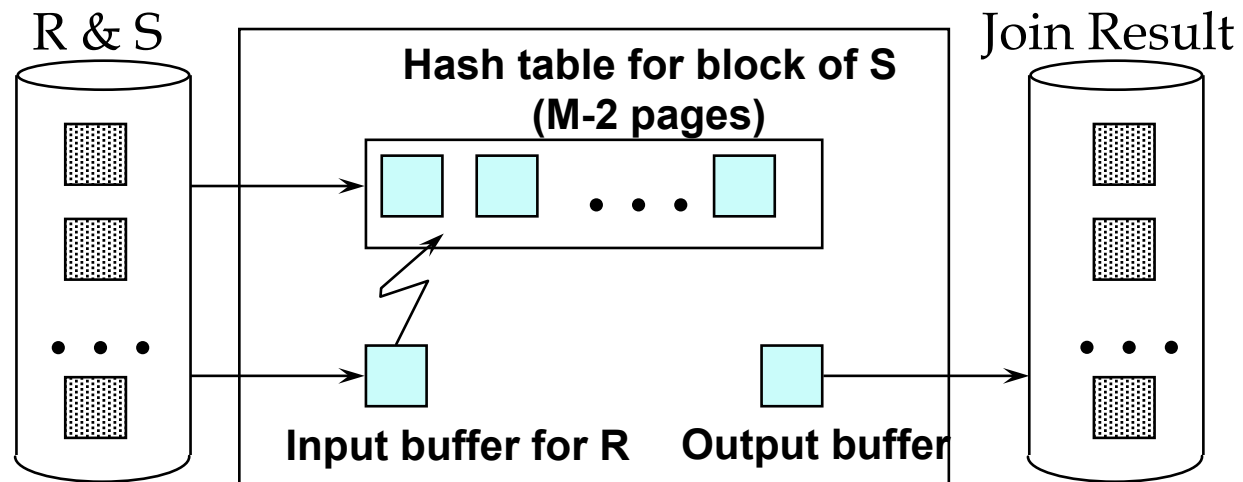 R & S
Join Result
Hash table for block of S
(M-2 pages)
• • •
• • •
• • •
Input buffer for R
Output buffer